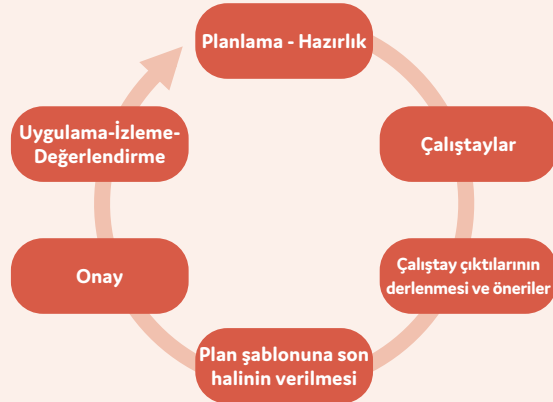 Planlama - Hazırlık
Çalıştaylar
Çalıştay çıktılarının
derlenmesi ve öneriler
Plan şablonuna son
halinin verilmesi
Onay
Uygulama-İzleme-
Değerlendirme